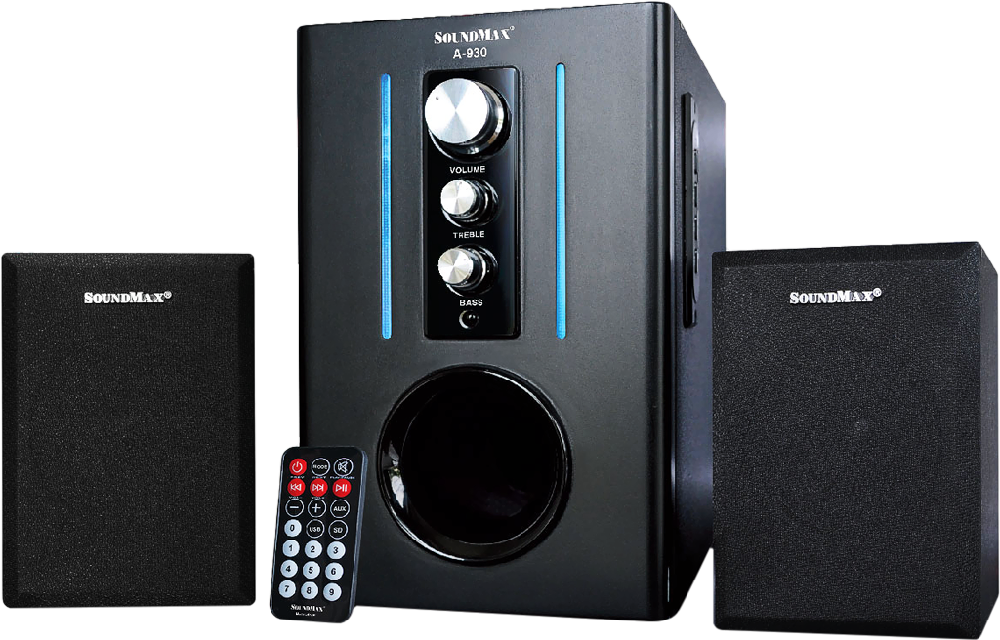 SOUNDMAX®
A-930
VOLUME
TREBLE
BASS
SOUNDMAX®
SOUNDMAX®
MODE
AUX
0 USB SD
1 2 3
4 5 6
7 8 9
SOUNDMAX